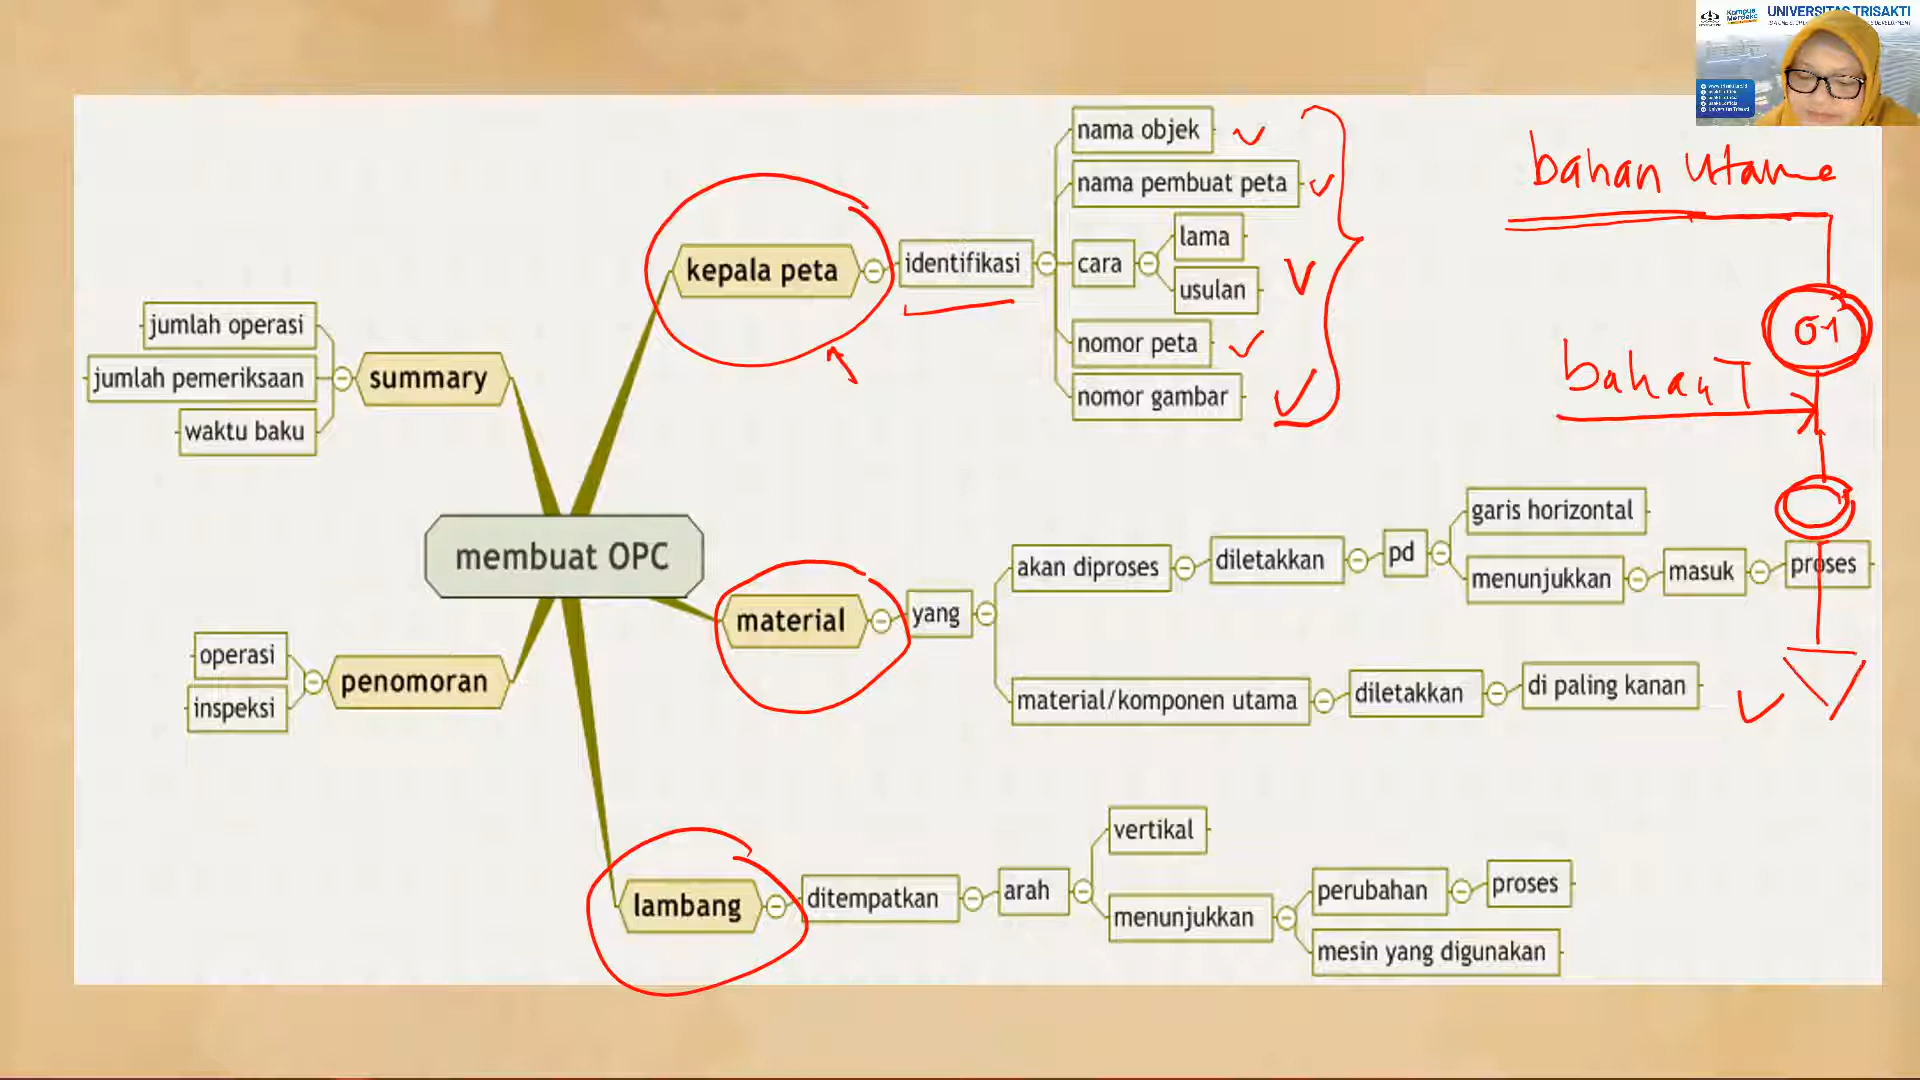 UNIVERSITAS TRISAKTI
Kampus
Merdeka
bahan utama
O-1
bahan T
nama objek
nama pembuat peta
kepala peta
identifikasi
cara
lama
usulan
nomor peta
nomor gambar
jumlah operasi
jumlah pemeriksaan
waktu baku
summary
membuat OPC
material
yang
akan diproses
diletakkan
pd
garis horizontal
menunjukkan
masuk
proses
material/komponen utama
diletakkan
di paling kanan
operasi
inspeksi
penomoran
lambang
ditempatkan
arah
vertikal
menunjukkan
perubahan
proses
mesin yang digunakan